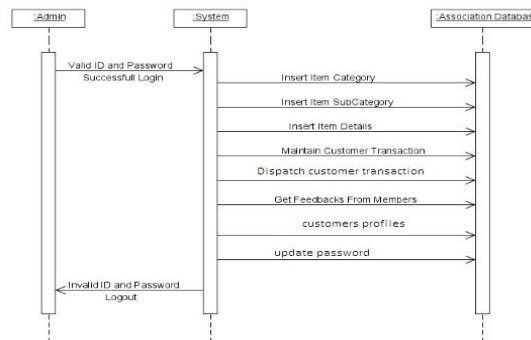 :Admin
:System
:Association Databas
Valid ID and Password
Successfull Login
Insert Item Category
Insert Item SubCategory
Insert Item Details
Maintain Customer Transaction
Dispatch customer transaction
Get Feedbacks From Members
customers profiles
update password
Invalid ID and Password
Logout